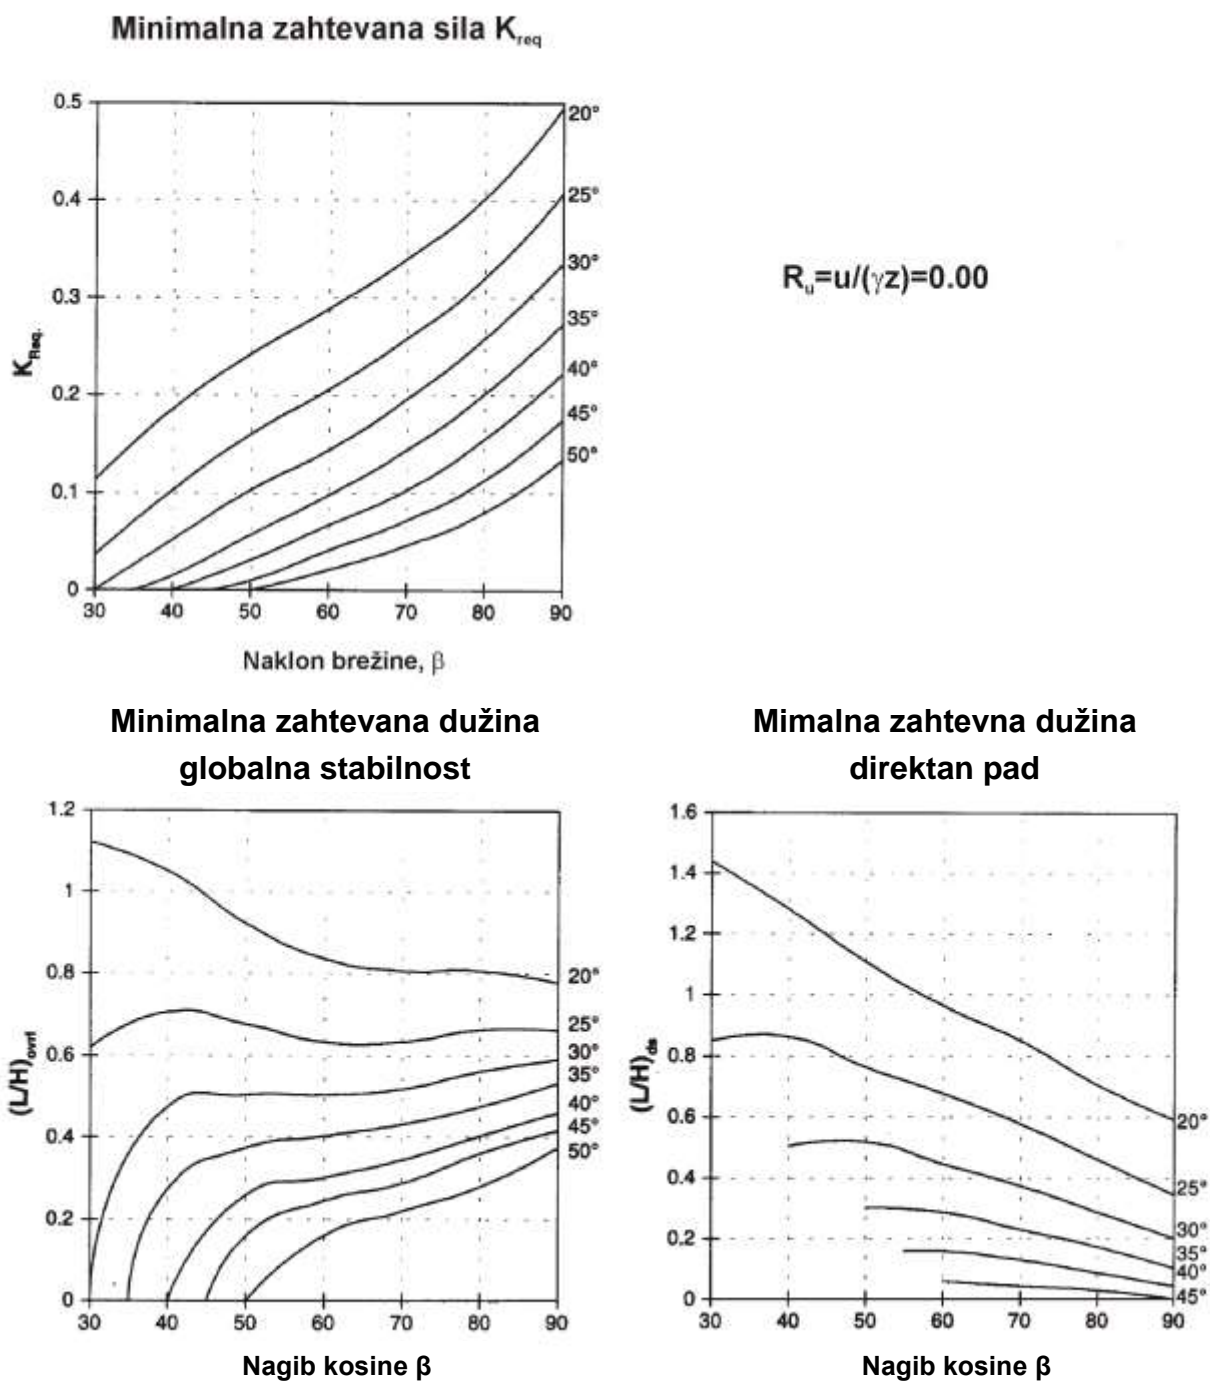 Minimalna zahtevana sila K_req
0.5
0.4
0.3
0.2
0.1
0
K_Req.
20°
25°
30°
35°
40°
45°
50°
30 40 50 60 70 80 90
Naklon brežine, β
R_u=u/(γz)=0.00
Minimalna zahtevana dužina
globalna stabilnost
1.2
1
0.8
0.6
0.4
0.2
0
(L/H)_ovrl
20°
25°
30°
35°
40°
45°
50°
30 40 50 60 70 80 90
Nagib kosine β
Mimalna zahtevna dužina
direktan pad
1.6
1.4
1.2
1
0.8
0.6
0.4
0.2
0
(L/H)_ds
20°
25°
30°
35°
40°
45°
30 40 50 60 70 80 90
Nagib kosine β